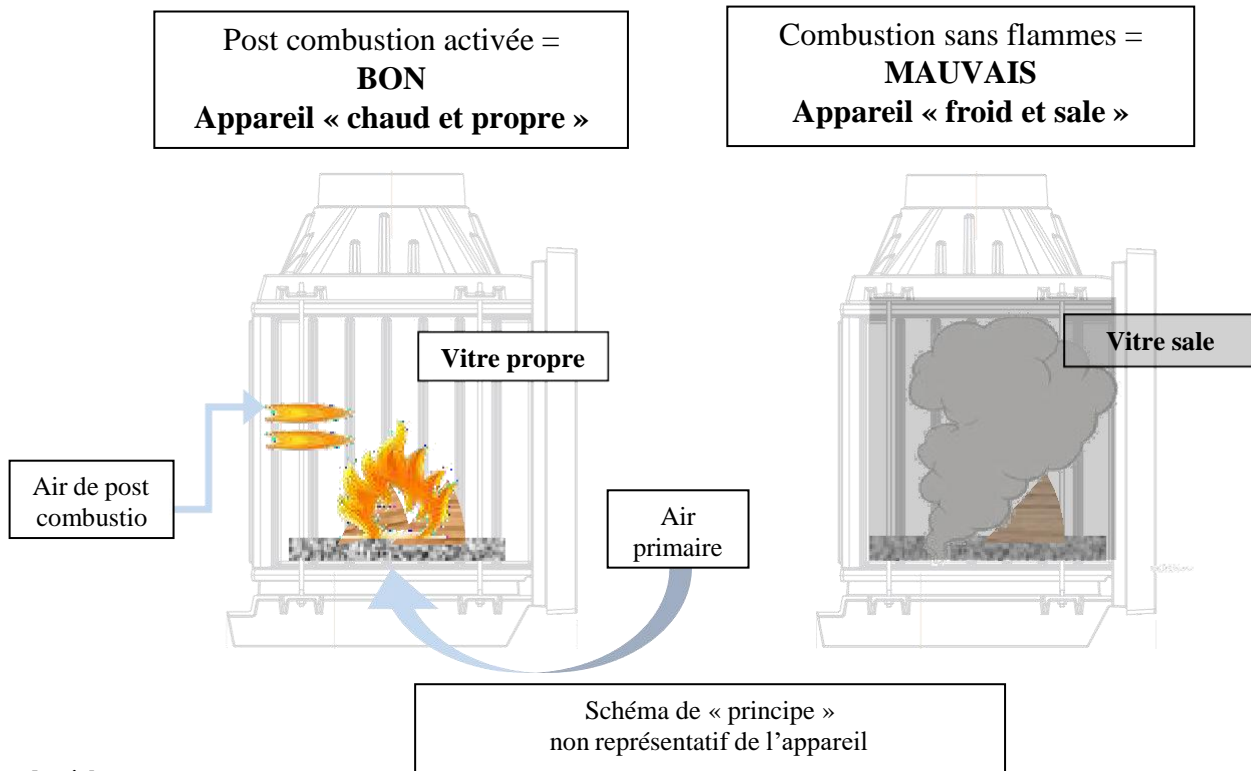 Post combustion activée =
BON
Appareil « chaud et propre »
Combustion sans flammes =
MAUVAIS
Appareil « froid et sale »
Vitre propre
Vitre sale
Air de post
combustio
Air
primaire
Schéma de « principe »
non représentatif de l’appareil